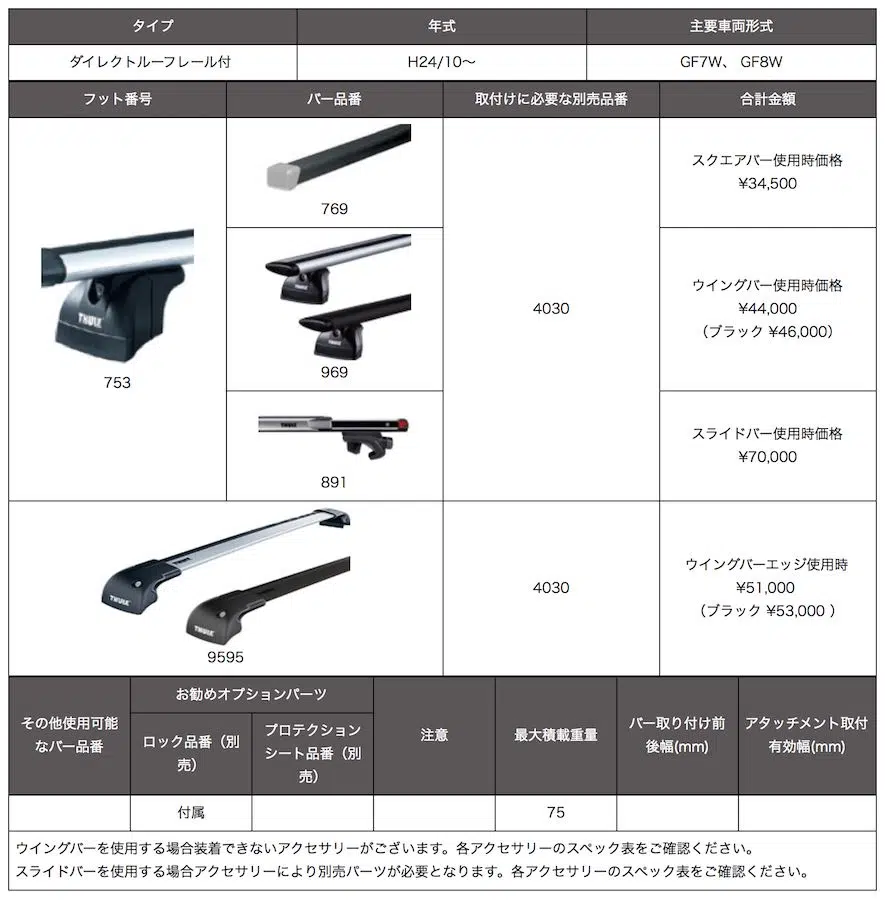 タイプ
年式
主要車両形式
ダイレクトルーフレール付
H24/10〜
GF7W、 GF8W
フット番号
バー品番
取付けに必要な別売品番
合計金額
THULE
753
769
THULE
THULE
969
THULE
891
4030
スクエアバー使用時価格
¥34,500
ウイングバー使用時価格
¥44,000
（ブラック ¥46,000）
スライドバー使用時価格
¥70,000
THULE
THULE
9595
4030
ウイングバーエッジ使用時
¥51,000
（ブラック ¥53,000 ）
その他使用可能
なバー品番
お勧めオプションパーツ
ロック品番（別
売）
プロテクション
シート品番（別
売）
注意
最大積載重量
バー取り付け前
後幅(mm)
アタッチメント取付
有効幅(mm)
付属
75
ウイングバーを使用する場合装着できないアクセサリーがございます。各アクセサリーのスペック表をご確認ください。
スライドバーを使用する場合アクセサリーにより別売パーツが必要となります。各アクセサリーのスペック表をご確認ください。